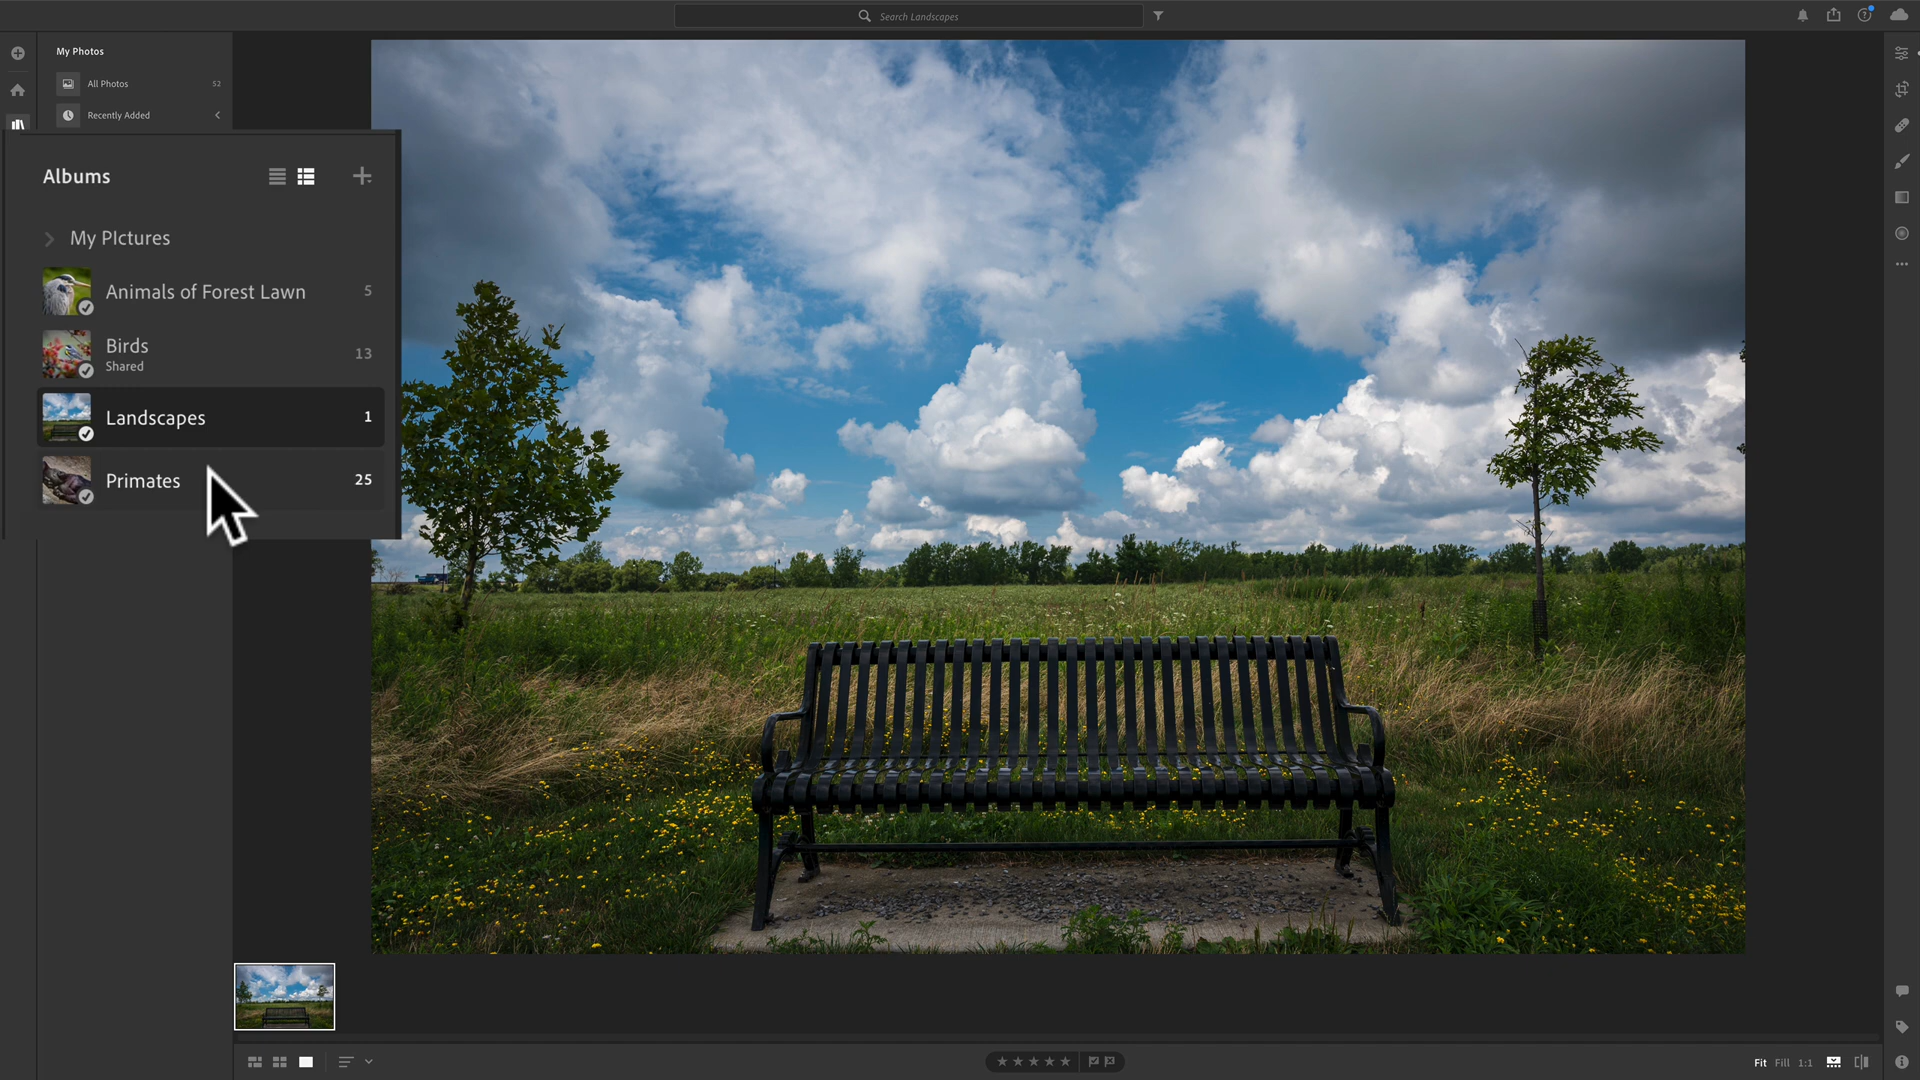 Search Landscapes
My Photos
All Photos 52
Recently Added
Albums
My PIctures
Animals of Forest Lawn 5
Birds 13
Shared
Landscapes 1
Primates 25
Fit Fill 1:1